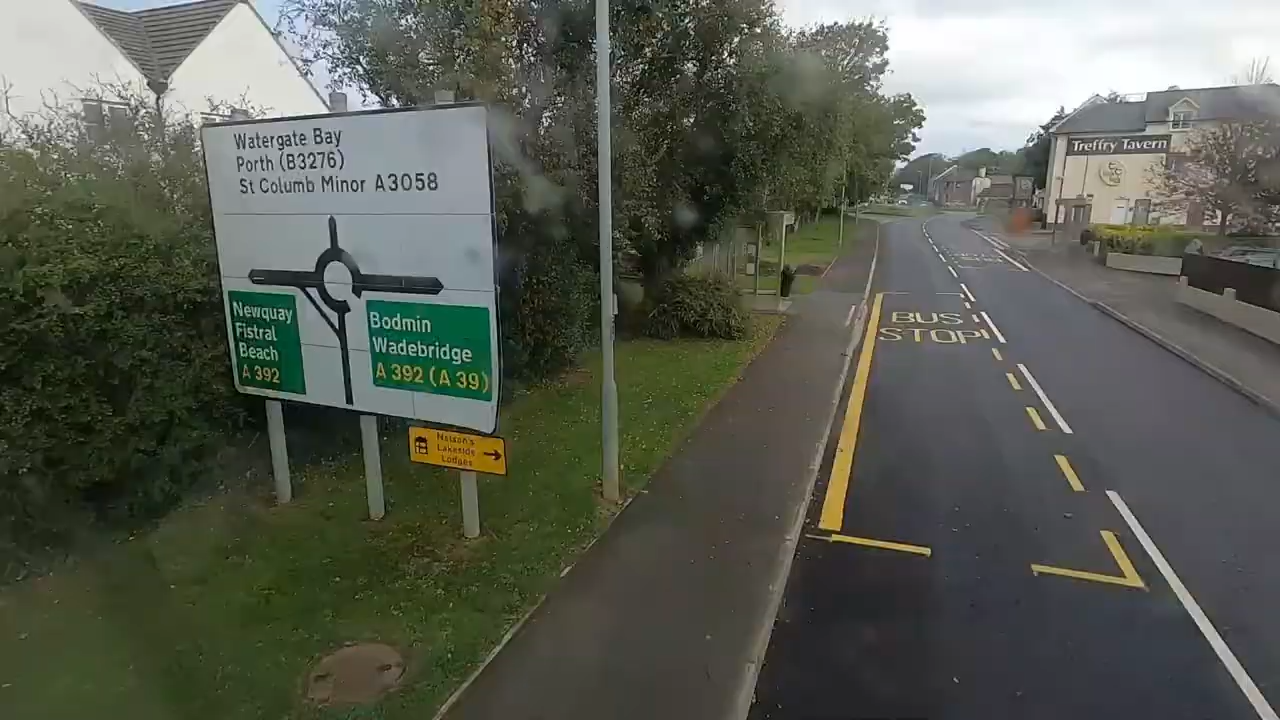 Watergate Bay
Porth (B3276)
St Columb Minor A3058
Newquay
Fistral
Beach
A 392
Bodmin
Wadebridge
A 392 (A 39)
Nelson's
Lakeside
Lodges
Treffry Tavern
BUS
STOP